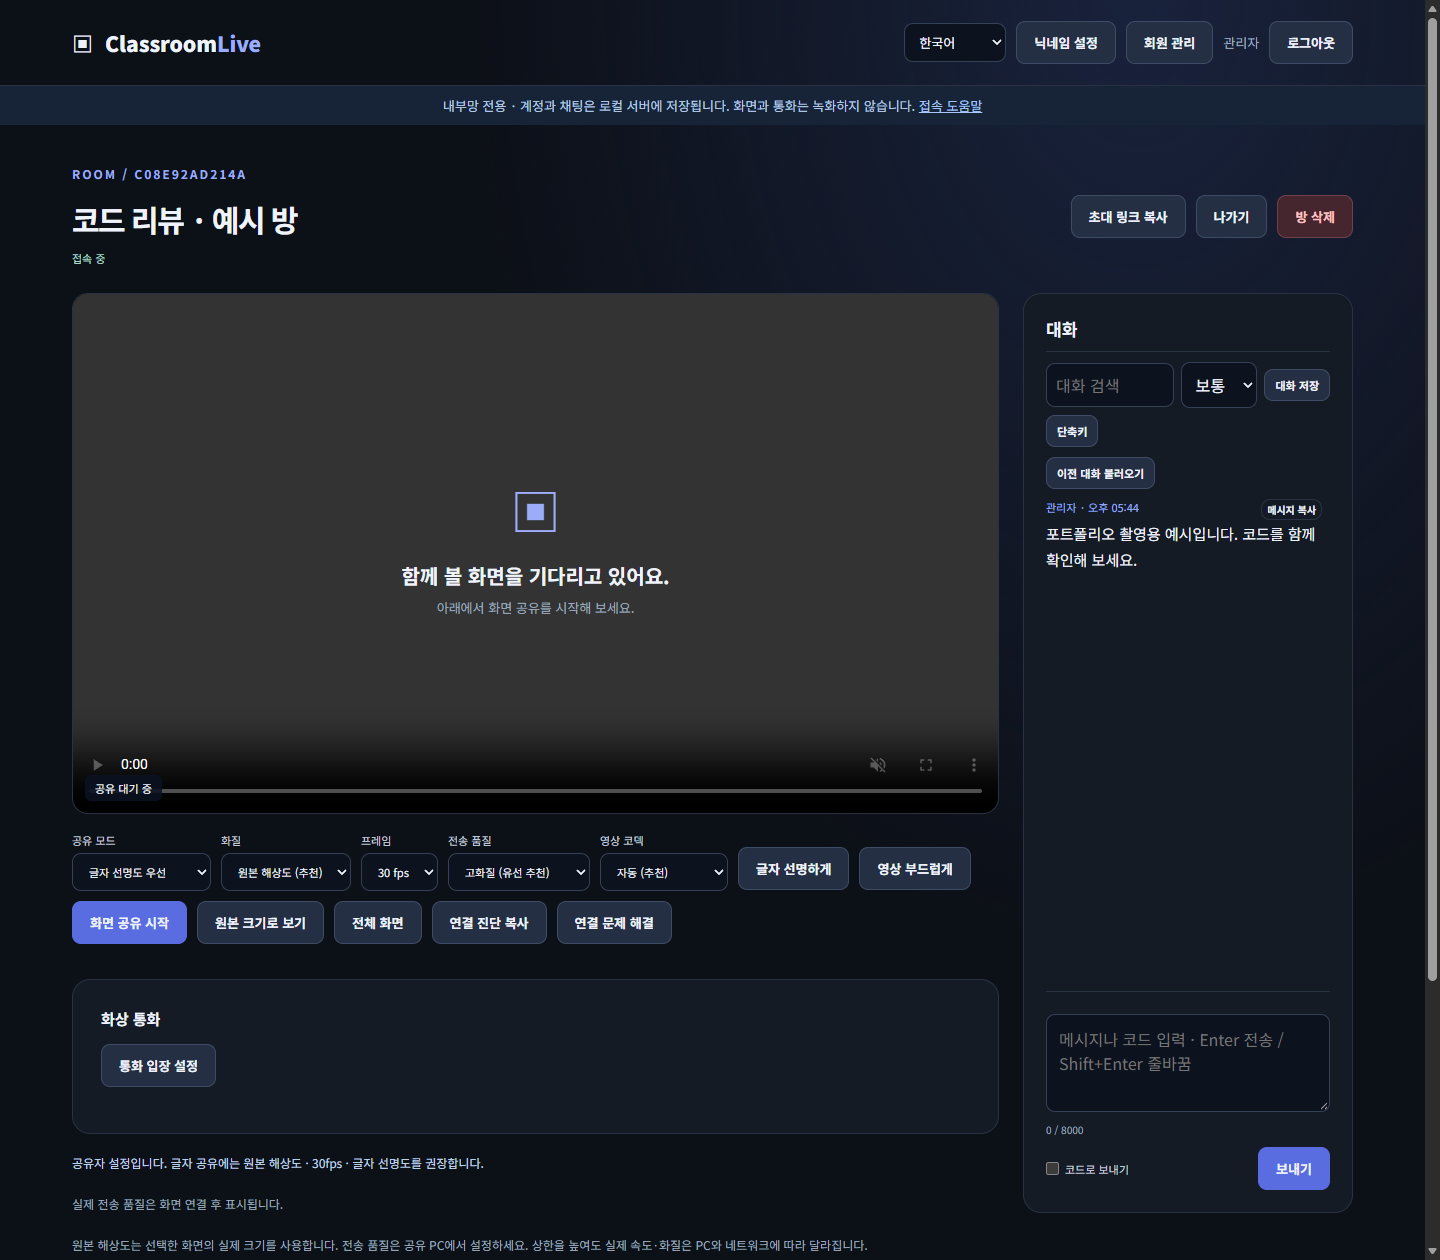 ClassroomLive
한국어
닉네임 설정
회원 관리
관리자
로그아웃
내부망 전용 · 계정과 채팅은 로컬 서버에 저장됩니다. 화면과 통화는 녹화하지 않습니다. 접속 도움말
ROOM / C08E92AD214A
코드 리뷰 · 예시 방
접속 중
초대 링크 복사
나가기
방 삭제
함께 볼 화면을 기다리고 있어요.
아래에서 화면 공유를 시작해 보세요.
0:00
공유 대기 중
공유 모드
화질
프레임
전송 품질
영상 코덱
글자 선명도 우선
원본 해상도 (추천)
30 fps
고화질 (유선 추천)
자동 (추천)
글자 선명하게
영상 부드럽게
화면 공유 시작
원본 크기로 보기
전체 화면
연결 진단 복사
연결 문제 해결
화상 통화
통화 입장 설정
공유자 설정입니다. 글자 공유에는 원본 해상도 · 30fps · 글자 선명도를 권장합니다.
실제 전송 품질은 화면 연결 후 표시됩니다.
원본 해상도는 선택한 화면의 실제 크기를 사용합니다. 전송 품질은 공유 PC에서 설정하세요. 상한을 높여도 실제 속도·화질은 PC와 네트워크에 따라 달라집니다.
대화
대화 검색
보통
대화 저장
단축키
이전 대화 불러오기
관리자 · 오후 05:44
메시지 복사
포트폴리오 촬영용 예시입니다. 코드를 함께
확인해 보세요.
메시지나 코드 입력 · Enter 전송 /
Shift+Enter 줄바꿈
0 / 8000
코드로 보내기
보내기